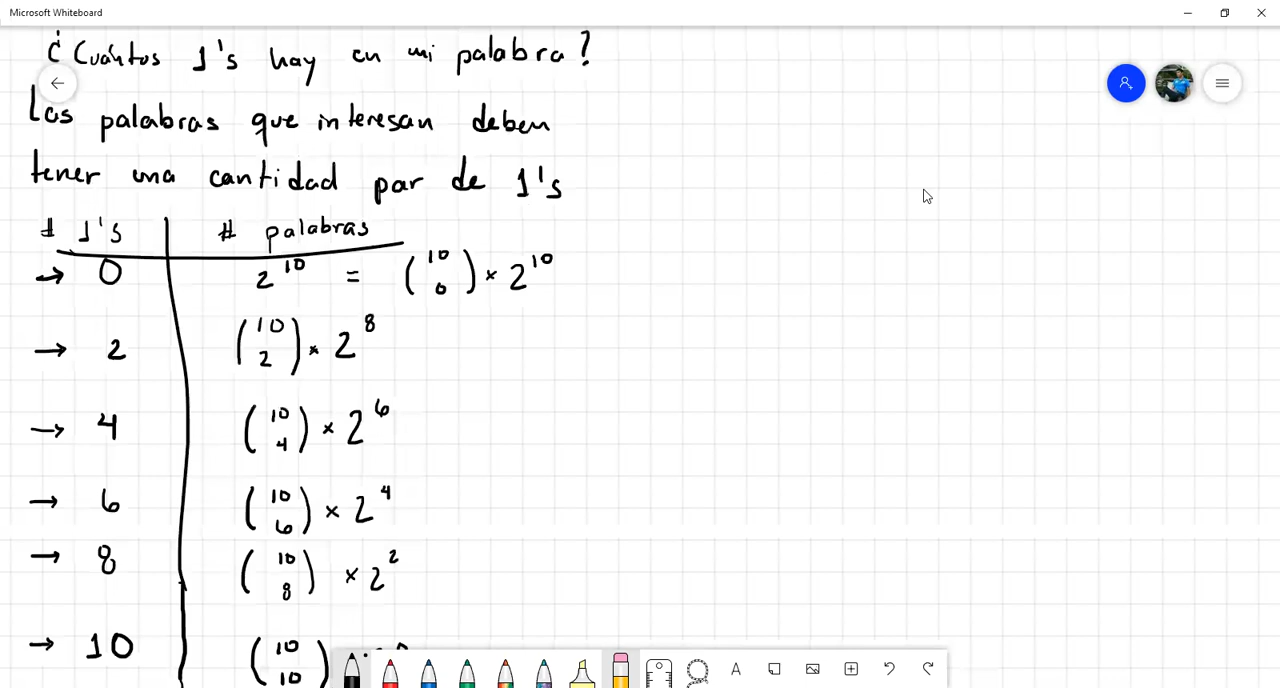 Microsoft Whiteboard
¿Cuántos 1's hay en mi palabra?
Las palabras que interesan deben
tener una cantidad par de 1's
# 1's # palabras
→ 0 2^10 = (10 0) × 2^10
→ 2 (10 2) × 2^8
→ 4 (10 4) × 2^6
→ 6 (10 6) × 2^4
→ 8 (10 8) × 2^2
→ 10 (10 10)